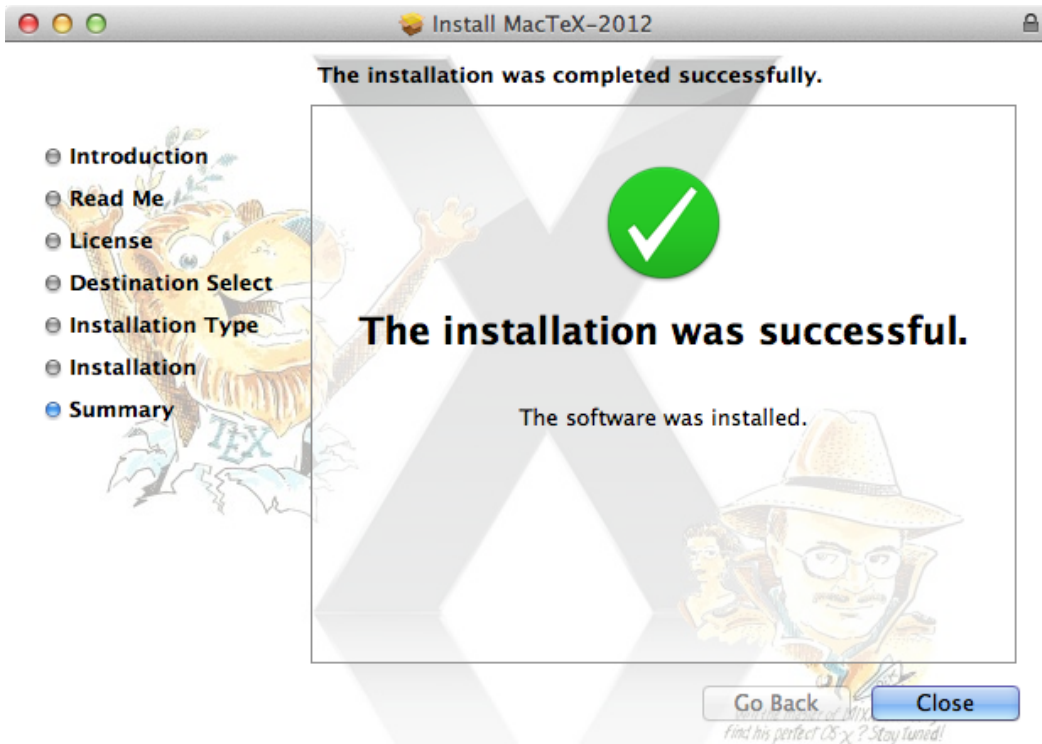 Install MacTeX-2012
The installation was completed successfully.
Introduction
Read Me
License
Destination Select
Installation Type
Installation
Summary
TEX
The installation was successful.
The software was installed.
Go Back
Close
find his perfect OS X? Stay Tuned!